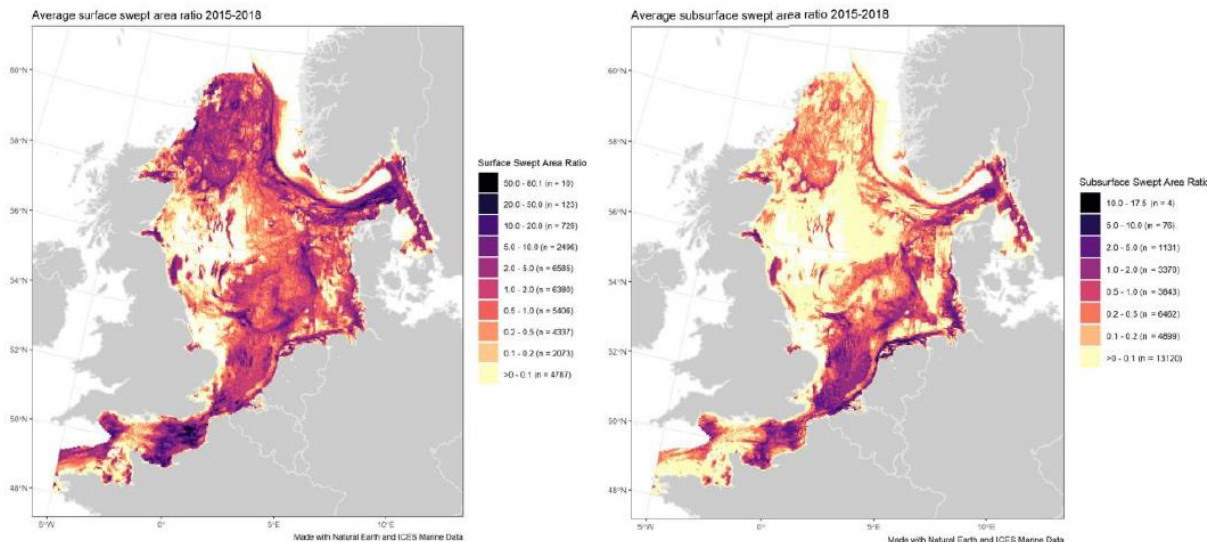 Average surface swept area ratio 2015-2018
60°N
58°N
56°N
54°N
52°N
50°N
48°N
5°W
0°
5°E
10°E
Surface Swept Area Ratio
50.0 - 60.1 (n = 10)
20.0 - 50.0 (n = 123)
10.0 - 20.0 (n = 729)
5.0 - 10.0 (n = 2496)
2.0 - 5.0 (n = 6585)
1.0 - 2.0 (n = 6380)
0.5 - 1.0 (n = 5406)
0.2 - 0.5 (n = 4337)
0.1 - 0.2 (n = 2073)
>0 - 0.1 (n = 4787)
Made with Natural Earth and ICES Marine Data
Average subsurface swept area ratio 2015-2018
60°N
58°N
56°N
54°N
52°N
50°N
48°N
5°W
0°
5°E
10°E
Subsurface Swept Area Ratio
10.0 - 17.5 (n = 4)
5.0 - 10.0 (n = 76)
2.0 - 5.0 (n = 1131)
1.0 - 2.0 (n = 3370)
0.5 - 1.0 (n = 3843)
0.2 - 0.5 (n = 6462)
0.1 - 0.2 (n = 4899)
>0 - 0.1 (n = 13120)
Made with Natural Earth and ICES Marine Data